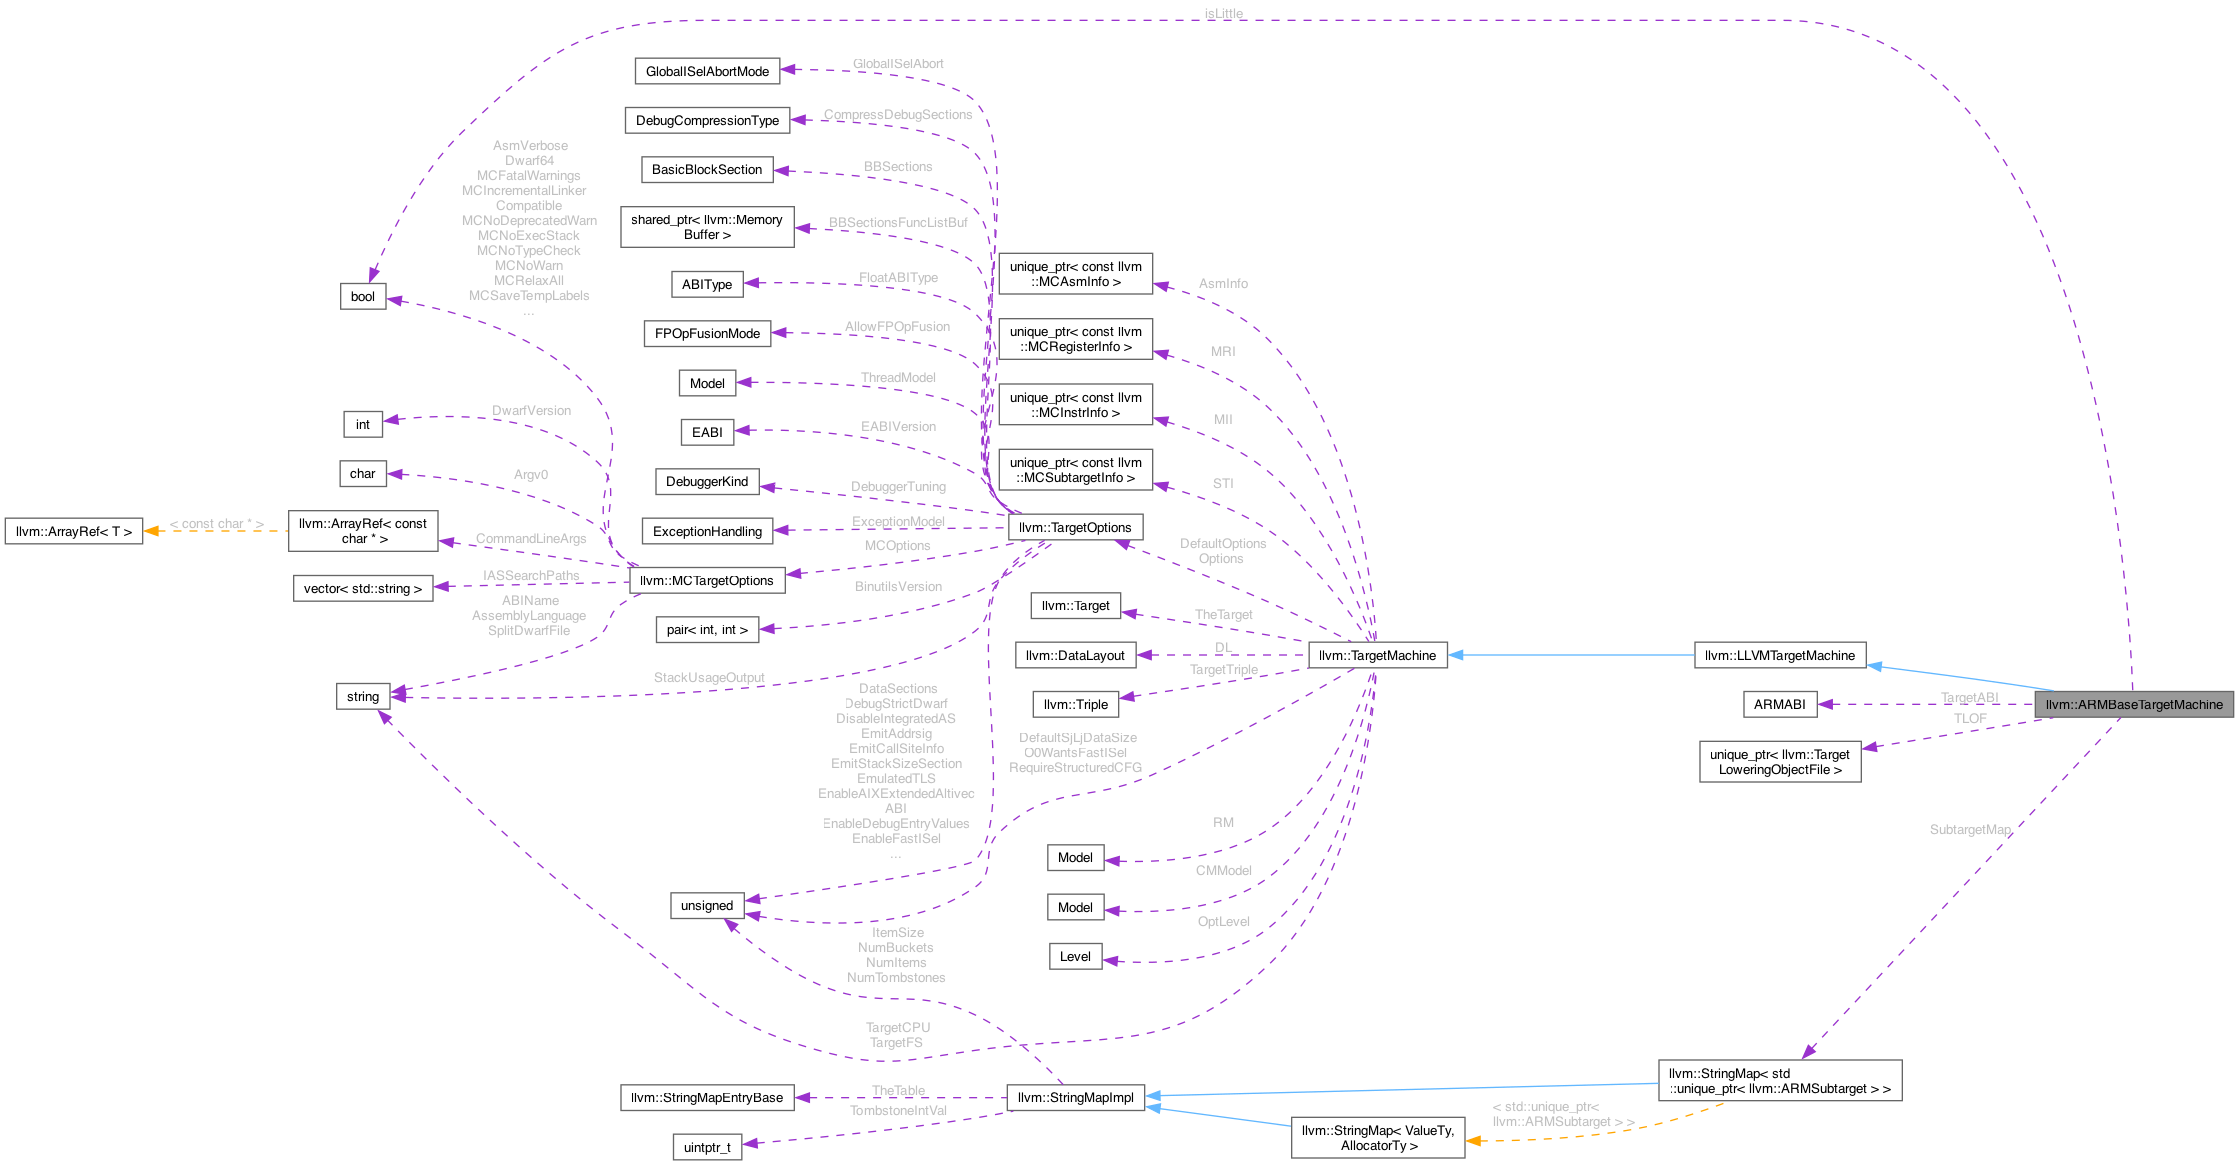 isLittle
GlobalISelAbortMode
GlobalISelAbort
DebugCompressionType
CompressDebugSections
BasicBlockSection
BBSections
shared_ptr< llvm::Memory
Buffer >
BBSectionsFuncListBuf
ABIType
FloatABIType
FPOpFusionMode
AllowFPOpFusion
Model
ThreadModel
EABI
EABIVersion
DebuggerKind
DebuggerTuning
ExceptionHandling
ExceptionModel
MCOptions
pair< int, int >
BinutilsVersion
AsmVerbose
Dwarf64
MCFatalWarnings
MCIncrementalLinker
Compatible
MCNoDeprecatedWarn
MCNoExecStack
MCNoTypeCheck
MCNoWarn
MCRelaxAll
MCSaveTempLabels
...
bool
int
DwarfVersion
char
Argv0
llvm::ArrayRef< T >
< const char * >
llvm::ArrayRef< const
char * >
CommandLineArgs
vector< std::string >
IASSearchPaths
llvm::MCTargetOptions
ABIName
AssemblyLanguage
SplitDwarfFile
string
StackUsageOutput
DataSections
DebugStrictDwarf
DisableIntegratedAS
EmitAddrsig
EmitCallSiteInfo
EmitStackSizeSection
EmulatedTLS
EnableAIXExtendedAltivec
ABI
EnableDebugEntryValues
EnableFastISel
...
unsigned
ItemSize
NumBuckets
NumItems
NumTombstones
TargetCPU
TargetFS
llvm::StringMapEntryBase
TheTable
uintptr_t
TombstoneIntVal
llvm::StringMapImpl
unique_ptr< const llvm
::MCAsmInfo >
AsmInfo
unique_ptr< const llvm
::MCRegisterInfo >
MRI
unique_ptr< const llvm
::MCInstrInfo >
MII
unique_ptr< const llvm
::MCSubtargetInfo >
STI
llvm::TargetOptions
DefaultOptions
Options
llvm::Target
TheTarget
llvm::DataLayout
DL
llvm::Triple
TargetTriple
DefaultSjLjDataSize
O0WantsFastISel
RequireStructuredCFG
Model
RM
Model
CMModel
Level
OptLevel
llvm::TargetMachine
llvm::LLVMTargetMachine
ARMABI
TargetABI
unique_ptr< llvm::Target
LoweringObjectFile >
TLOF
llvm::ARMBaseTargetMachine
SubtargetMap
llvm::StringMap< std
::unique_ptr< llvm::ARMSubtarget > >
< std::unique_ptr<
llvm::ARMSubtarget > >
llvm::StringMap< ValueTy,
AllocatorTy >